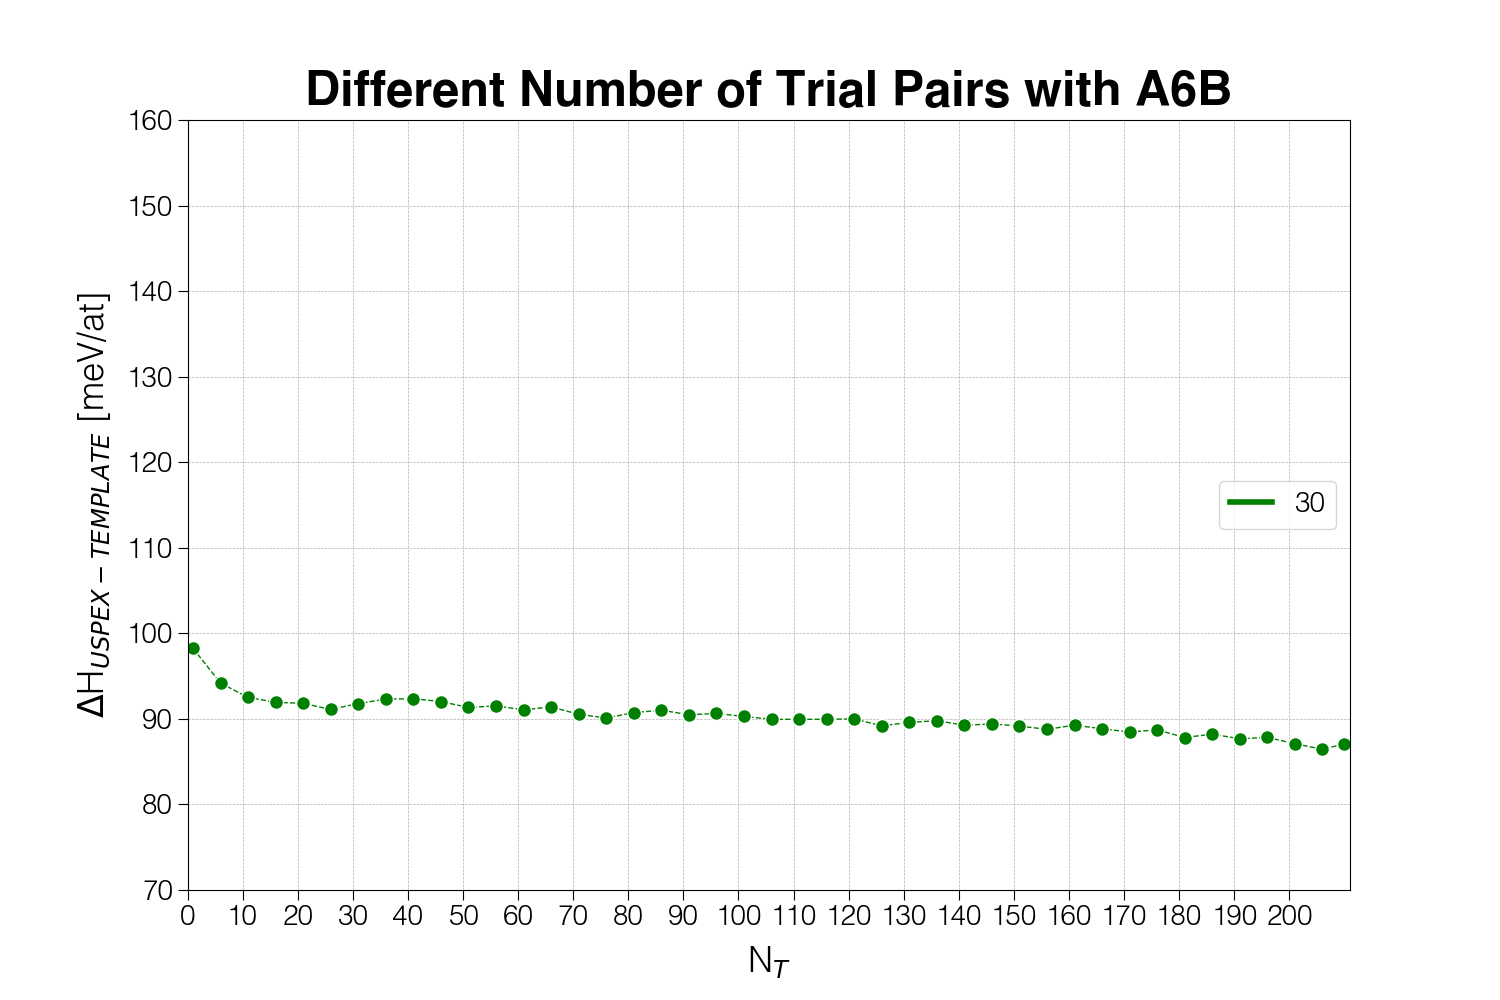 Different Number of Trial Pairs with A6B
160
150
140
130
120
110
100
90
80
70
ΔH_USPEX − TEMPLATE [meV/at]
30
0 10 20 30 40 50 60 70 80 90 100 110 120 130 140 150 160 170 180 190 200
N_T